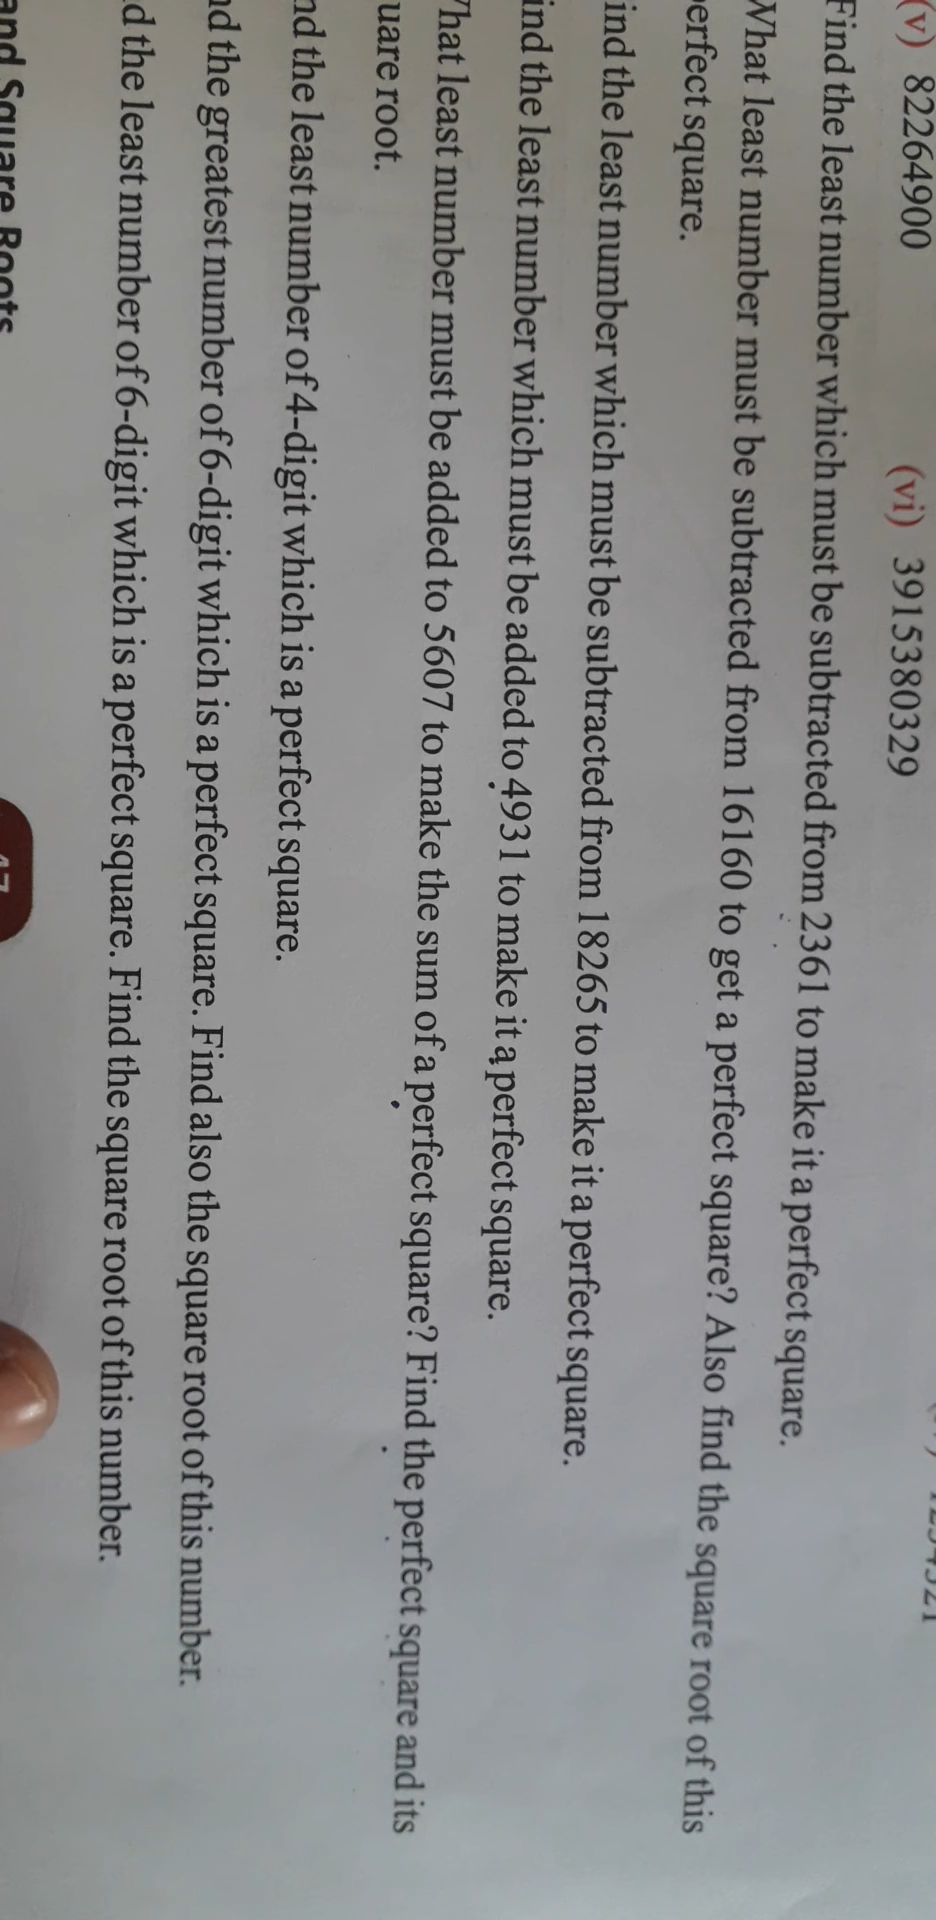 (v) 82264900 (vi) 3915380329
Find the least number which must be subtracted from 2361 to make it a perfect square.
What least number must be subtracted from 16160 to get a perfect square? Also find the square root of this
erfect square.
ind the least number which must be subtracted from 18265 to make it a perfect square.
ind the least number which must be added to 4931 to make it a perfect square.
hat least number must be added to 5607 to make the sum of a perfect square? Find the perfect square and its
uare root.
nd the least number of 4-digit which is a perfect square.
nd the greatest number of 6-digit which is a perfect square. Find also the square root of this number.
d the least number of 6-digit which is a perfect square. Find the square root of this number.
and Square Roots